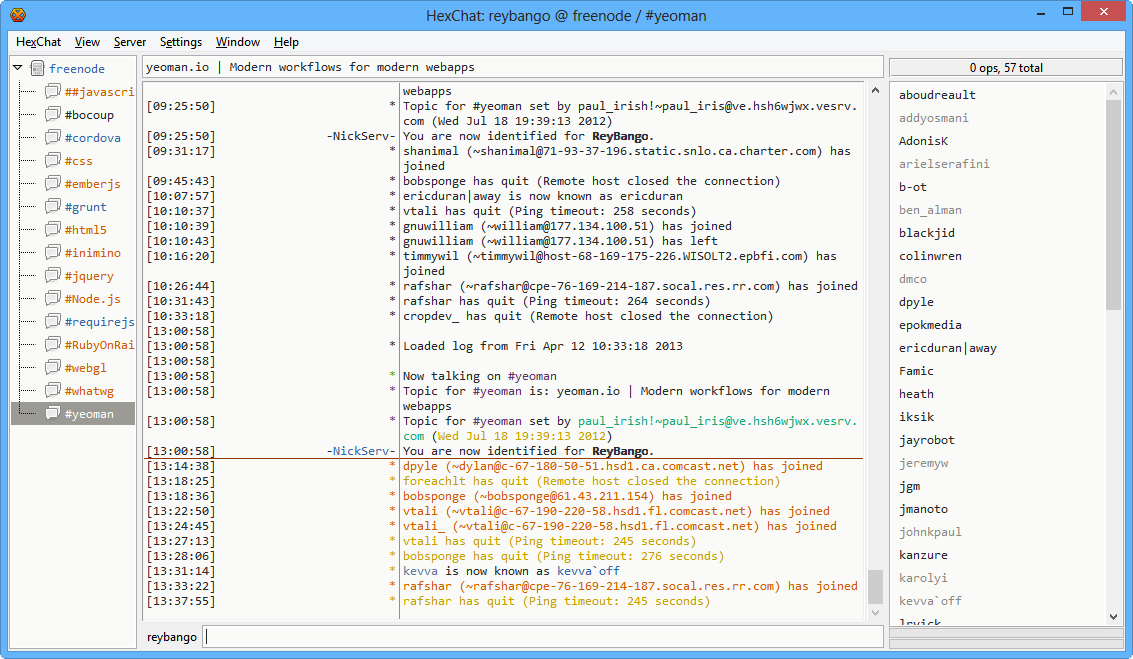 HexChat: reybango @ freenode / #yeoman
HexChat View Server Settings Window Help
freenode
##javascri
#bocoup
#cordova
#css
#emberjs
#grunt
#html5
#inimino
#jquery
#Node.js
#requirejs
#RubyOnRai
#webgl
#whatwg
#yeoman
yeoman.io | Modern workflows for modern webapps
webapps
[09:25:50] * Topic for #yeoman set by paul_irish!~paul_iris@ve.hsh6wjwx.vesrv.
com (Wed Jul 18 19:39:13 2012)
[09:25:50] -NickServ- You are now identified for ReyBango.
[09:31:17] * shanimal (~shanimal@71-93-37-196.static.snlo.ca.charter.com) has
joined
[09:45:43] * bobsponge has quit (Remote host closed the connection)
[10:07:57] * ericduran|away is now known as ericduran
[10:10:37] * vtali has quit (Ping timeout: 258 seconds)
[10:10:39] * gnuwilliam (~william@177.134.100.51) has joined
[10:10:43] * gnuwilliam (~william@177.134.100.51) has left
[10:16:20] * timmywil (~timmywil@host-68-169-175-226.WISOLT2.epbfi.com) has
joined
[10:26:44] * rafshar (~rafshar@cpe-76-169-214-187.socal.res.rr.com) has joined
[10:31:43] * rafshar has quit (Ping timeout: 264 seconds)
[10:33:18] * cropdev_ has quit (Remote host closed the connection)
[13:00:58]
[13:00:58] * Loaded log from Fri Apr 12 10:33:18 2013
[13:00:58]
[13:00:58] * Now talking on #yeoman
[13:00:58] * Topic for #yeoman is: yeoman.io | Modern workflows for modern
webapps
[13:00:58] * Topic for #yeoman set by paul_irish!~paul_iris@ve.hsh6wjwx.vesrv.
com (Wed Jul 18 19:39:13 2012)
[13:00:58] -NickServ- You are now identified for ReyBango.
[13:14:38] * dpyle (~dylan@c-67-180-50-51.hsd1.ca.comcast.net) has joined
[13:18:25] * foreachlt has quit (Remote host closed the connection)
[13:18:36] * bobsponge (~bobsponge@61.43.211.154) has joined
[13:22:50] * vtali (~vtali@c-67-190-220-58.hsd1.fl.comcast.net) has joined
[13:24:45] * vtali_ (~vtali@c-67-190-220-58.hsd1.fl.comcast.net) has joined
[13:27:13] * vtali has quit (Ping timeout: 245 seconds)
[13:28:06] * bobsponge has quit (Ping timeout: 276 seconds)
[13:31:14] * kevva is now known as kevva`off
[13:33:22] * rafshar (~rafshar@cpe-76-169-214-187.socal.res.rr.com) has joined
[13:37:55] * rafshar has quit (Ping timeout: 245 seconds)
reybango
0 ops, 57 total
aboudreault
addyosmani
AdonisK
arielserafini
b-ot
ben_alman
blackjid
colinwren
dmco
dpyle
epokmedia
ericduran|away
Famic
heath
iksik
jayrobot
jeremyw
jgm
jmanoto
johnkpaul
kanzure
karolyi
kevva`off